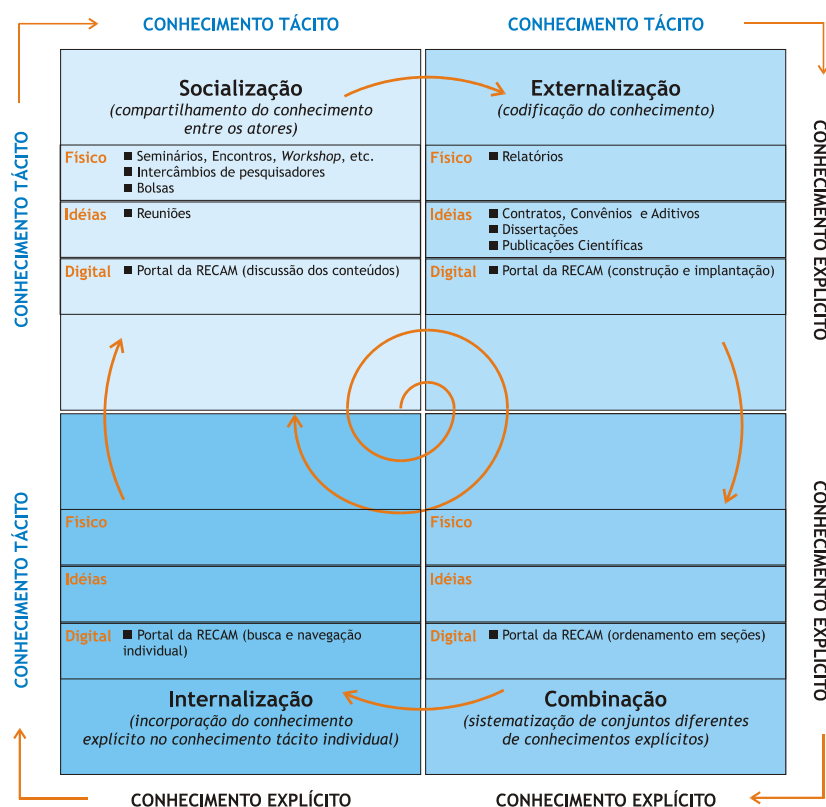 CONHECIMENTO TÁCITO
CONHECIMENTO TÁCITO
CONHECIMENTO TÁCITO
CONHECIMENTO EXPLÍCITO
Socialização
(compartilhamento do conhecimento
entre os atores)
Físico
■ Seminários, Encontros, Workshop, etc.
■ Intercâmbios de pesquisadores
■ Bolsas
Idéias
■ Reuniões
Digital
■ Portal da RECAM (discussão dos conteúdos)
Externalização
(codificação do conhecimento)
Físico
■ Relatórios
Idéias
■ Contratos, Convênios e Aditivos
■ Dissertações
■ Publicações Científicas
Digital
■ Portal da RECAM (construção e implantação)
CONHECIMENTO TÁCITO
CONHECIMENTO EXPLÍCITO
Físico
Idéias
Digital
■ Portal da RECAM (busca e navegação
individual)
Internalização
(incorporação do conhecimento
explícito no conhecimento tácito individual)
Físico
Idéias
Digital
■ Portal da RECAM (ordenamento em seções)
Combinação
(sistematização de conjuntos diferentes
de conhecimentos explícitos)
CONHECIMENTO EXPLÍCITO
CONHECIMENTO EXPLÍCITO